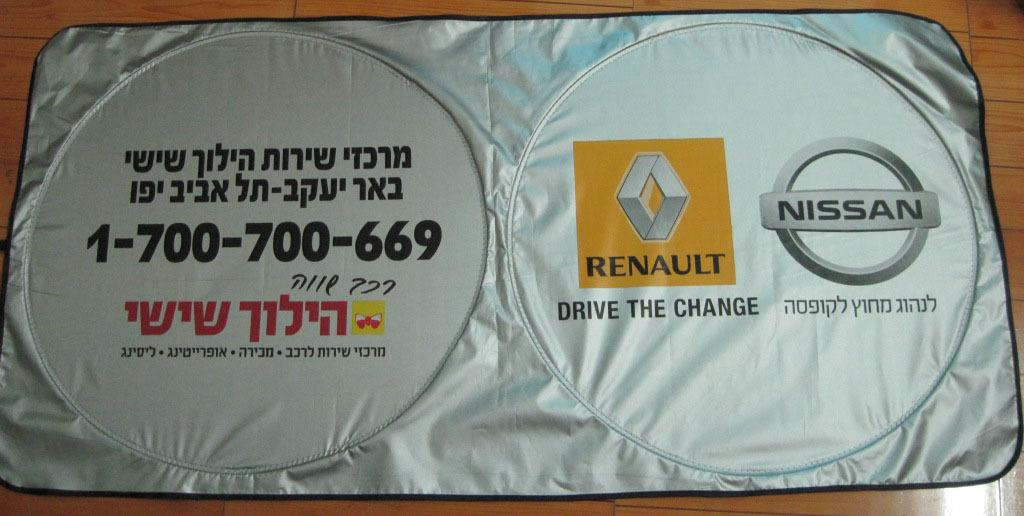 מרכזי שירות הילוך שישי
באר יעקב-תל אביב יפו
1-700-700-669
רכב שווה
הילוך שישי
מרכזי שירות לרכב • מכירה • אופרייטינג • ליסינג
RENAULT
DRIVE THE CHANGE
NISSAN
לנהוג מחוץ לקופסה